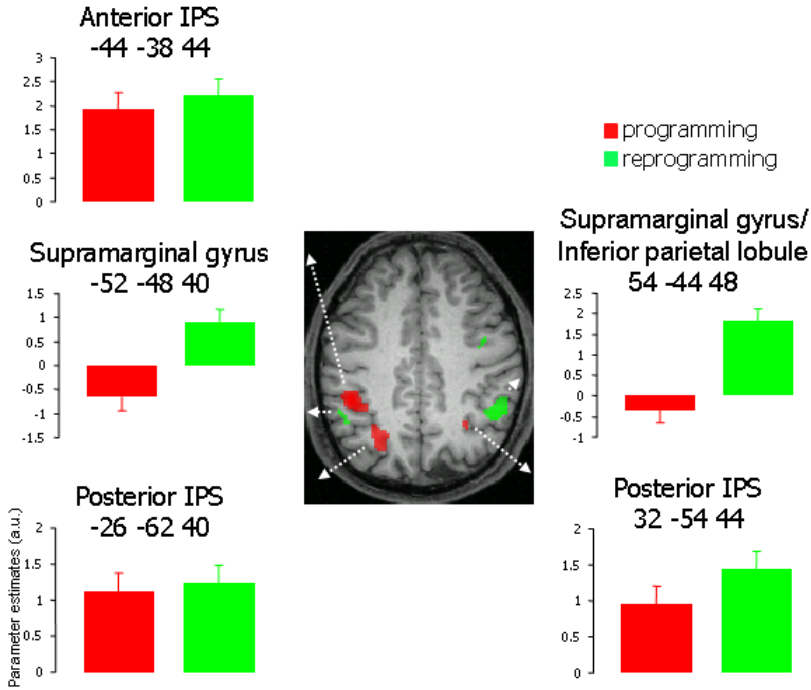 Anterior IPS
-44 -38 44
3
2.5
2
1.5
1
0.5
0
programming
reprogramming
Supramarginal gyrus
-52 -48 40
1.5
1
0.5
0
-0.5
-1
-1.5
Supramarginal gyrus/
Inferior parietal lobule
54 -44 48
2.5
2
1.5
1
0.5
0
-0.5
-1
Posterior IPS
-26 -62 40
Parameter estimates (a.u.)
2
1.5
1
0.5
0
Posterior IPS
32 -54 44
2
1.5
1
0.5
0